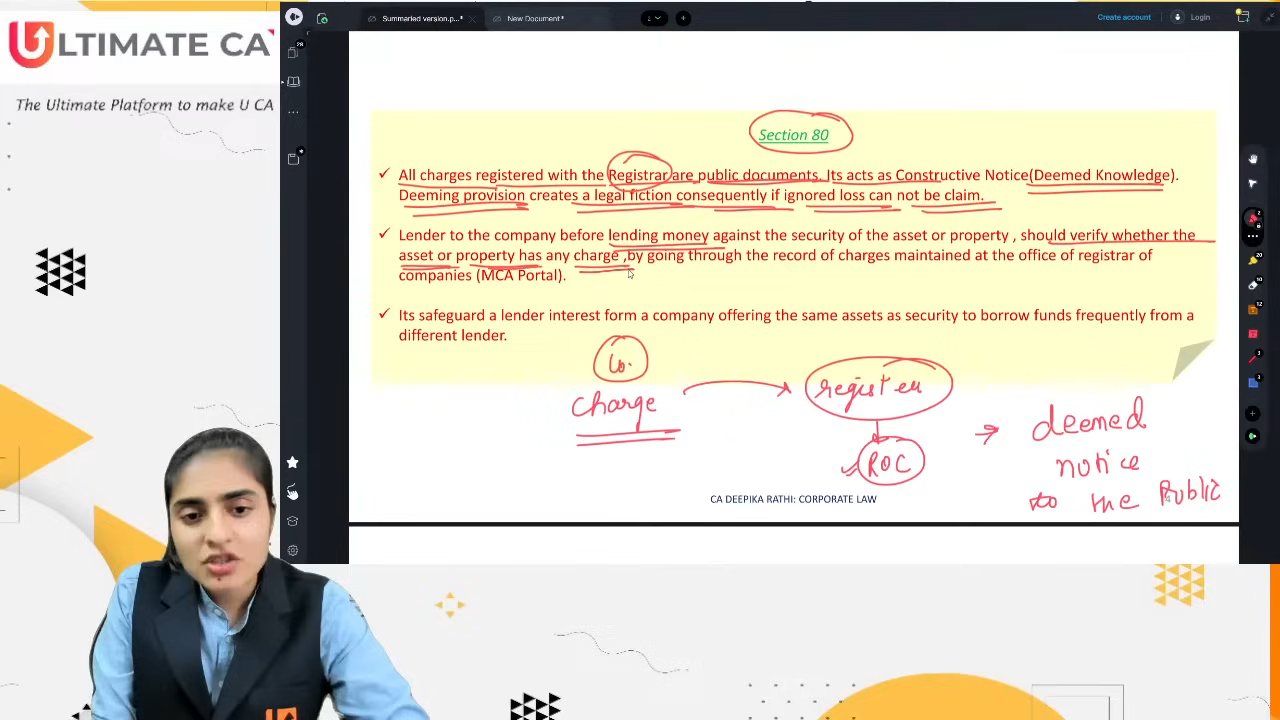 ULTIMATE CA
The Ultimate Platform to make U CA
Summaried version.p...*
New Document*
2
Create account
Login
Section 80
✓ All charges registered with the Registrar are public documents. Its acts as Constructive Notice(Deemed Knowledge).
Deeming provision creates a legal fiction consequently if ignored loss can not be claim.
✓ Lender to the company before lending money against the security of the asset or property , should verify whether the
asset or property has any charge ,by going through the record of charges maintained at the office of registrar of
companies (MCA Portal).
✓ Its safeguard a lender interest form a company offering the same assets as security to borrow funds frequently from a
different lender.
Co.
charge
register
ROC
deemed
notice
to the Public
CA DEEPIKA RATHI: CORPORATE LAW